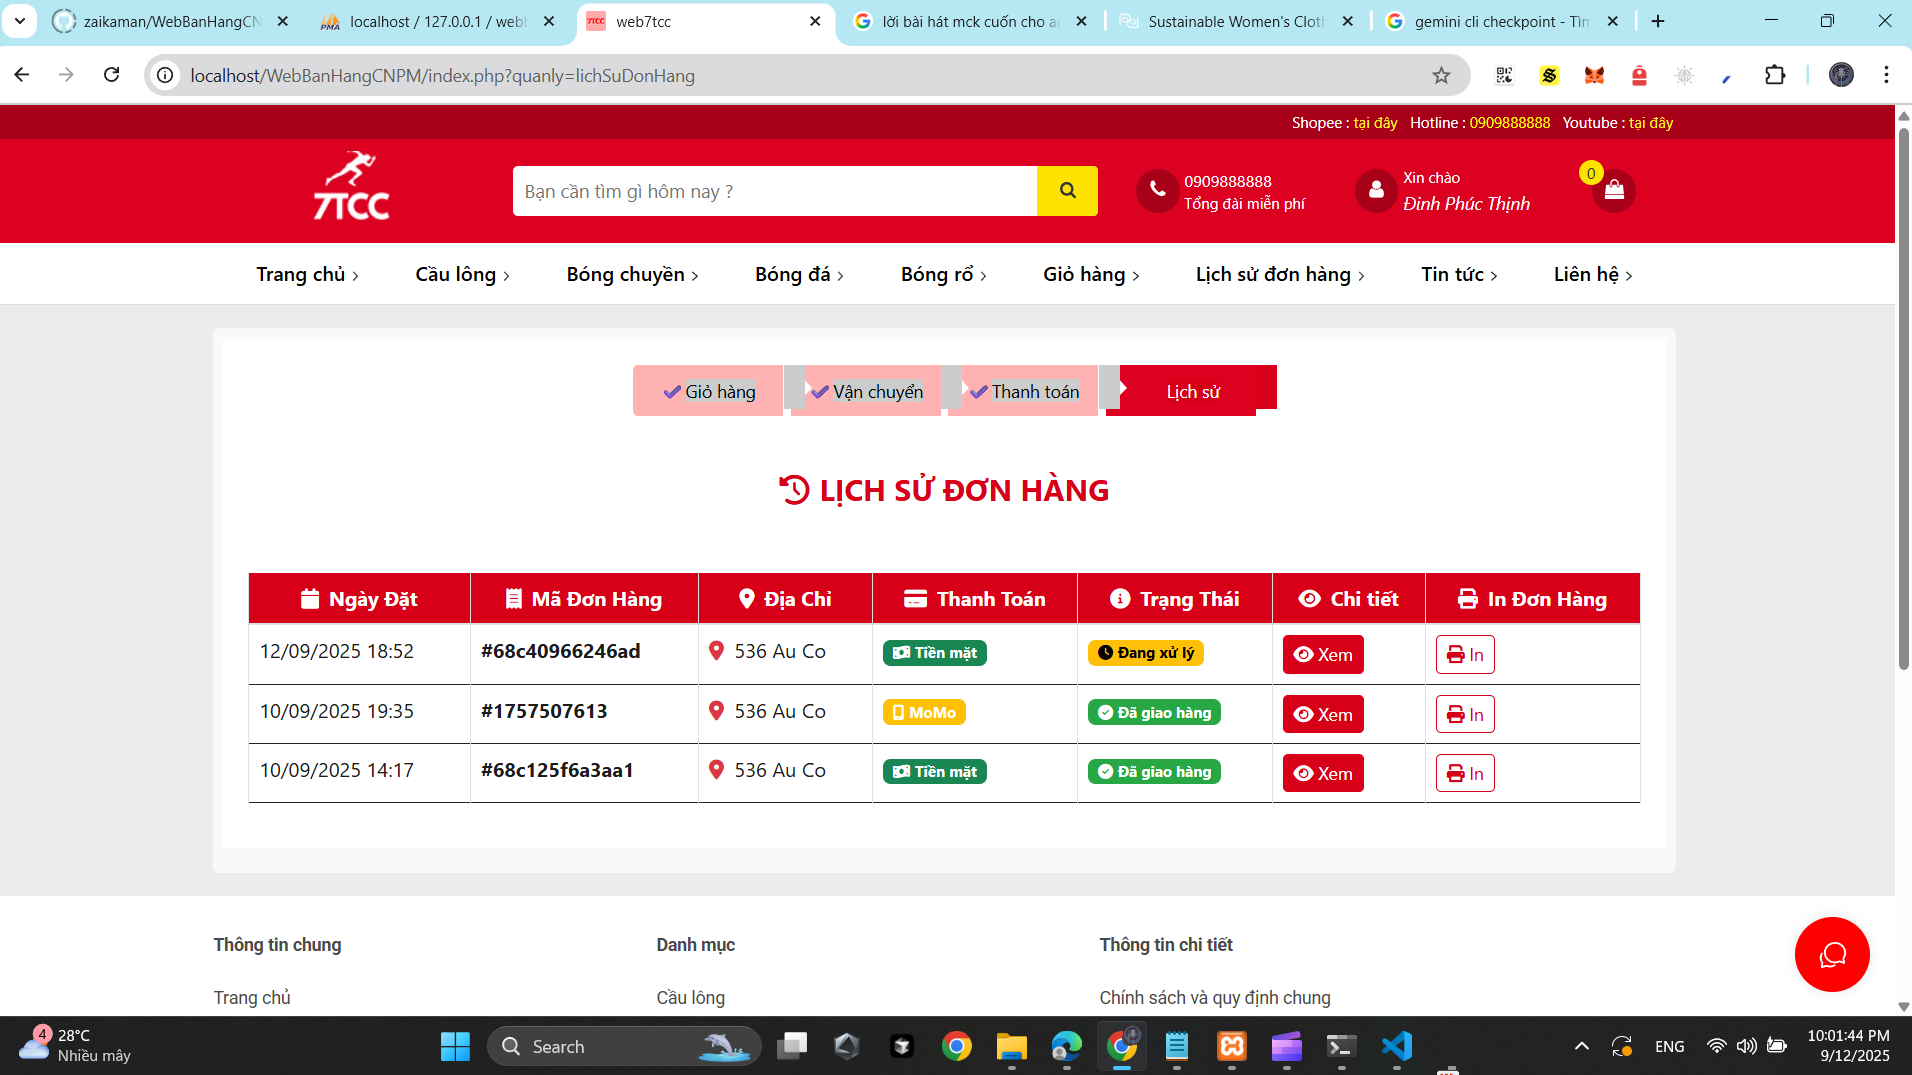 zaikaman/WebBanHangCN
localhost / 127.0.0.1 / webl
web7tcc
lời bài hát mck cuốn cho a
Sustainable Women's Cloth
gemini cli checkpoint - Tìm
localhost/WebBanHangCNPM/index.php?quanly=lichSuDonHang
Shopee : tại đây Hotline : 0909888888 Youtube : tại đây
7TCC
Bạn cần tìm gì hôm nay ?
0909888888
Tổng đài miễn phí
Xin chào
Đinh Phúc Thịnh
0
Trang chủ Cầu lông Bóng chuyền Bóng đá Bóng rổ Giỏ hàng Lịch sử đơn hàng Tin tức Liên hệ
Giỏ hàng Vận chuyển Thanh toán Lịch sử
LỊCH SỬ ĐƠN HÀNG
Ngày Đặt Mã Đơn Hàng Địa Chỉ Thanh Toán Trạng Thái Chi tiết In Đơn Hàng
12/09/2025 18:52 #68c40966246ad 536 Au Co Tiền mặt Đang xử lý Xem In
10/09/2025 19:35 #1757507613 536 Au Co MoMo Đã giao hàng Xem In
10/09/2025 14:17 #68c125f6a3aa1 536 Au Co Tiền mặt Đã giao hàng Xem In
Thông tin chung Danh mục Thông tin chi tiết
Trang chủ Cầu lông Chính sách và quy định chung
4
28°C
Nhiều mây
Search
ENG
10:01:44 PM
9/12/2025